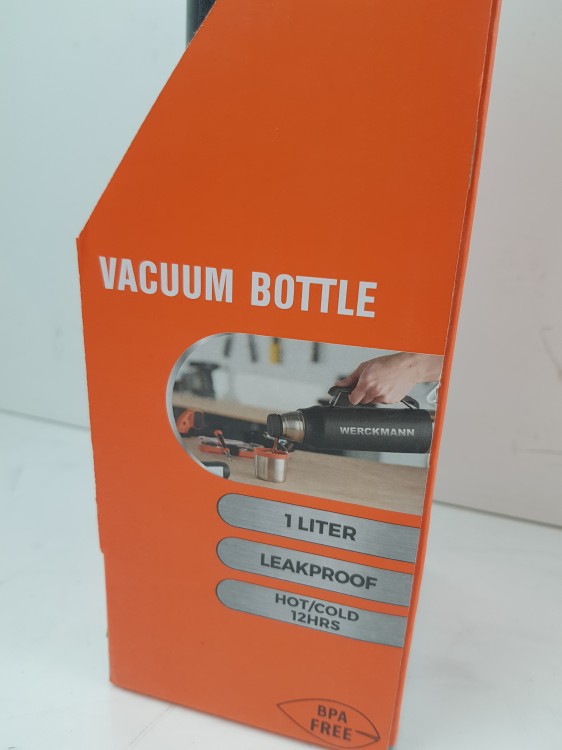 VACUUM BOTTLE
WERCKMANN
1 LITER
LEAKPROOF
HOT/COLD
12HRS
BPA
FREE